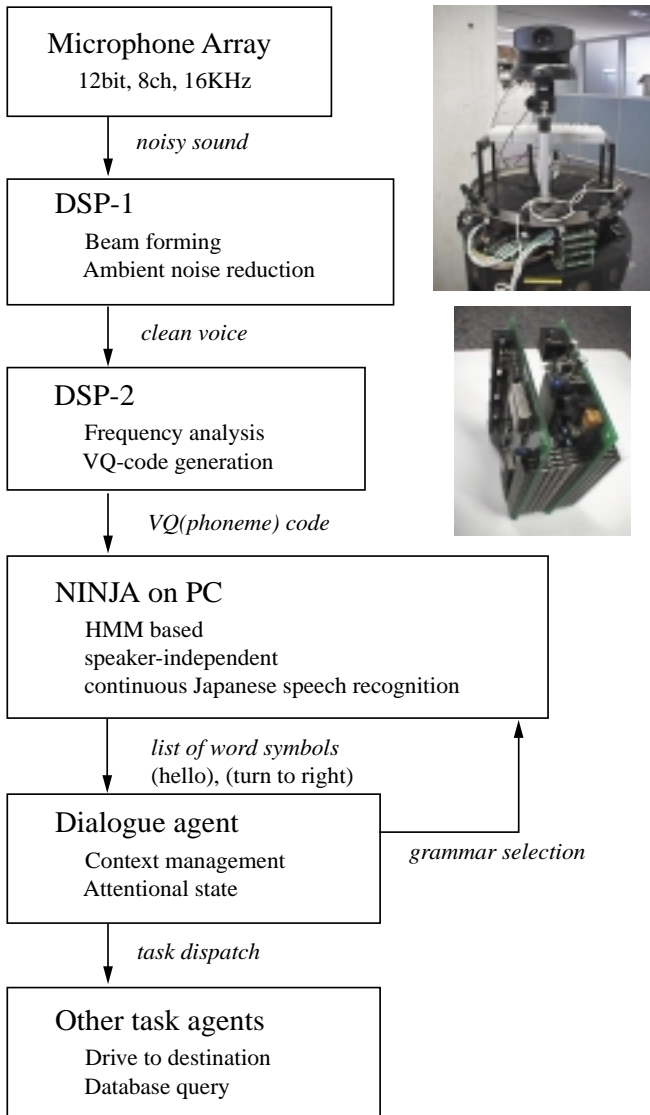 Microphone Array
12bit, 8ch, 16KHz
noisy sound
DSP-1
Beam forming
Ambient noise reduction
clean voice
DSP-2
Frequency analysis
VQ-code generation
VQ(phoneme) code
NINJA on PC
HMM based
speaker-independent
continuous Japanese speech recognition
list of word symbols
(hello), (turn to right)
Dialogue agent
Context management
Attentional state
grammar selection
task dispatch
Other task agents
Drive to destination
Database query